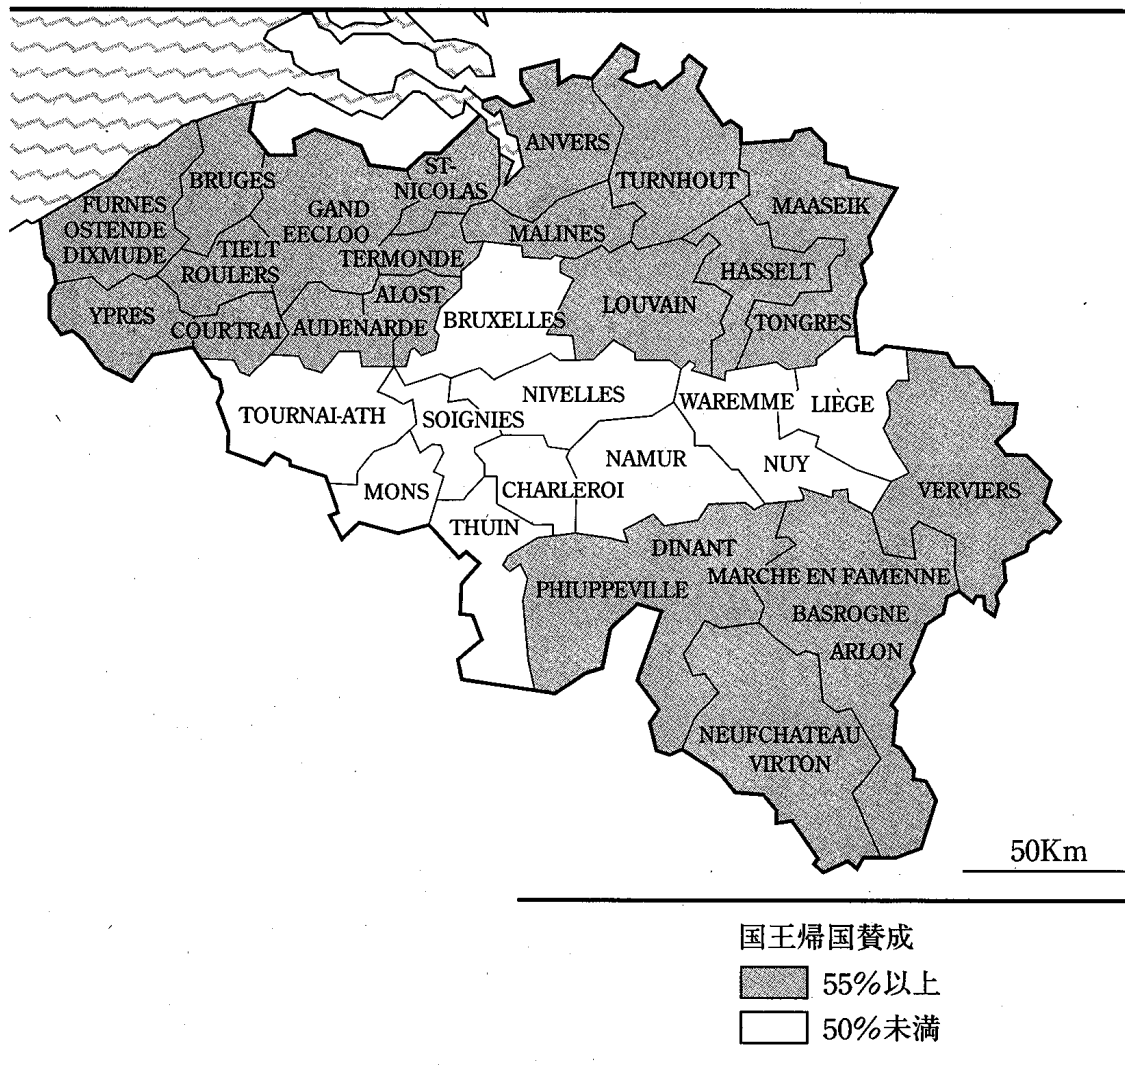 ANVERS
ST-
NICOLAS
BRUGES
TURNHOUT
FURNES
OSTENDE
DIXMUDE
GAND
EECLOO
MAASEIK
MALINES
TIELT
ROULERS
TERMONDE
HASSELT
ALOST
LOUVAIN
YPRES
COURTRAI
AUDENARDE
BRUXELLES
TONGRES
NIVELLES
WAREMME
LIÈGE
TOURNAI-ATH
SOIGNIES
NAMUR
NUY
MONS
CHARLEROI
VERVIERS
THÚIN
DINANT
PHIUPPEVILLE
MARCHE EN FAMENNE
BASROGNE
ARLON
NEUFCHATEAU
VIRTON
50Km
国王帰国賛成
55%以上
50%未満